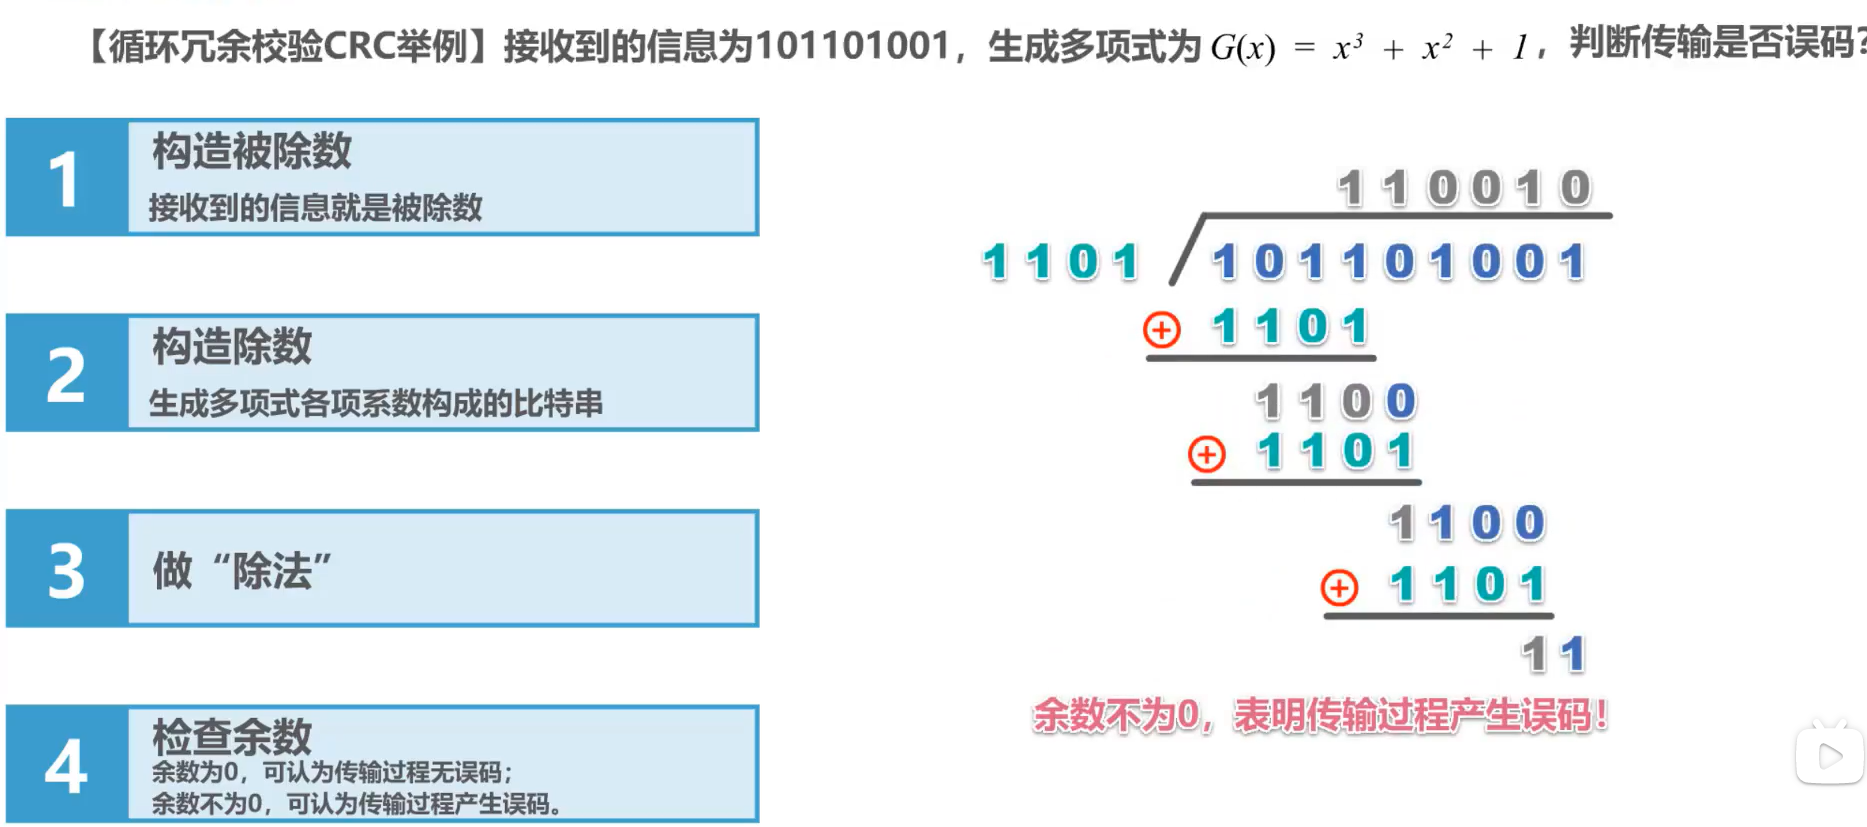 【循环冗余校验CRC举例】接收到的信息为101101001，生成多项式为 G(x) = x³ + x² + 1，判断传输是否误码?
1
构造被除数
接收到的信息就是被除数
2
构造除数
生成多项式各项系数构成的比特串
3
做“除法”
4
检查余数
余数为0，可认为传输过程无误码；
余数不为0，可认为传输过程产生误码。
110010
1101 101101001
⊕ 1101
1100
⊕ 1101
1100
⊕ 1101
11
余数不为0，表明传输过程产生误码！